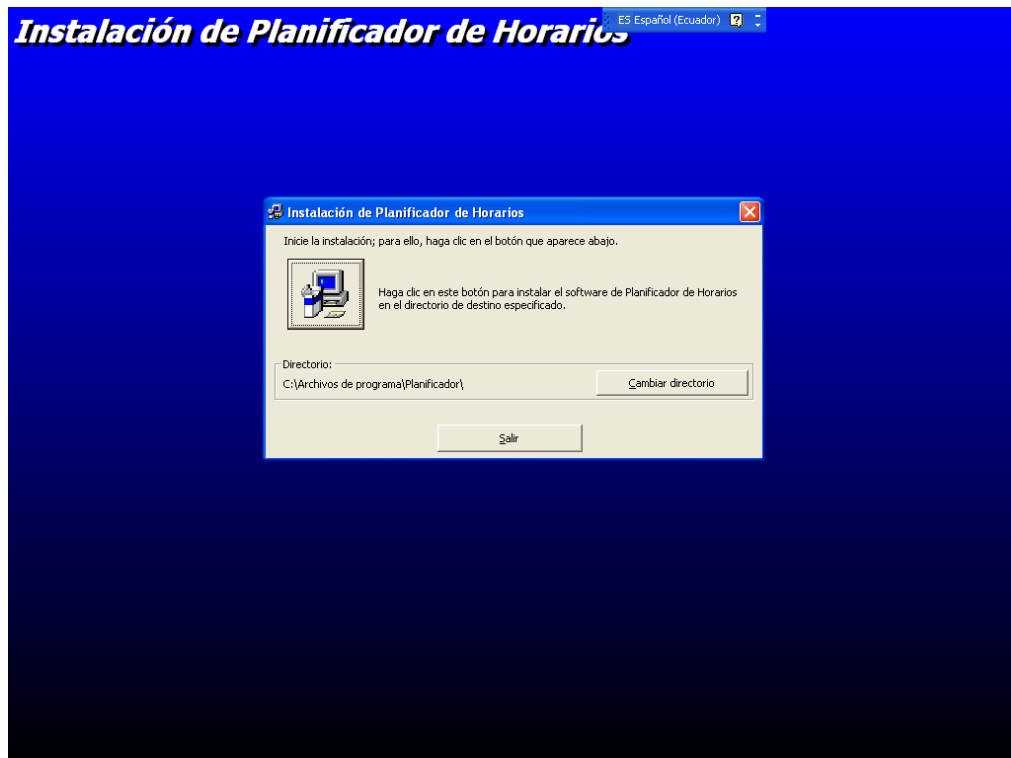 Instalación de Planificador de Horarios
ES Español (Ecuador)
Instalación de Planificador de Horarios
Inicie la instalación; para ello, haga clic en el botón que aparece abajo.
Haga clic en este botón para instalar el software de Planificador de Horarios
en el directorio de destino especificado.
Directorio:
C:\Archivos de programa\Planificador\
Cambiar directorio
Salir